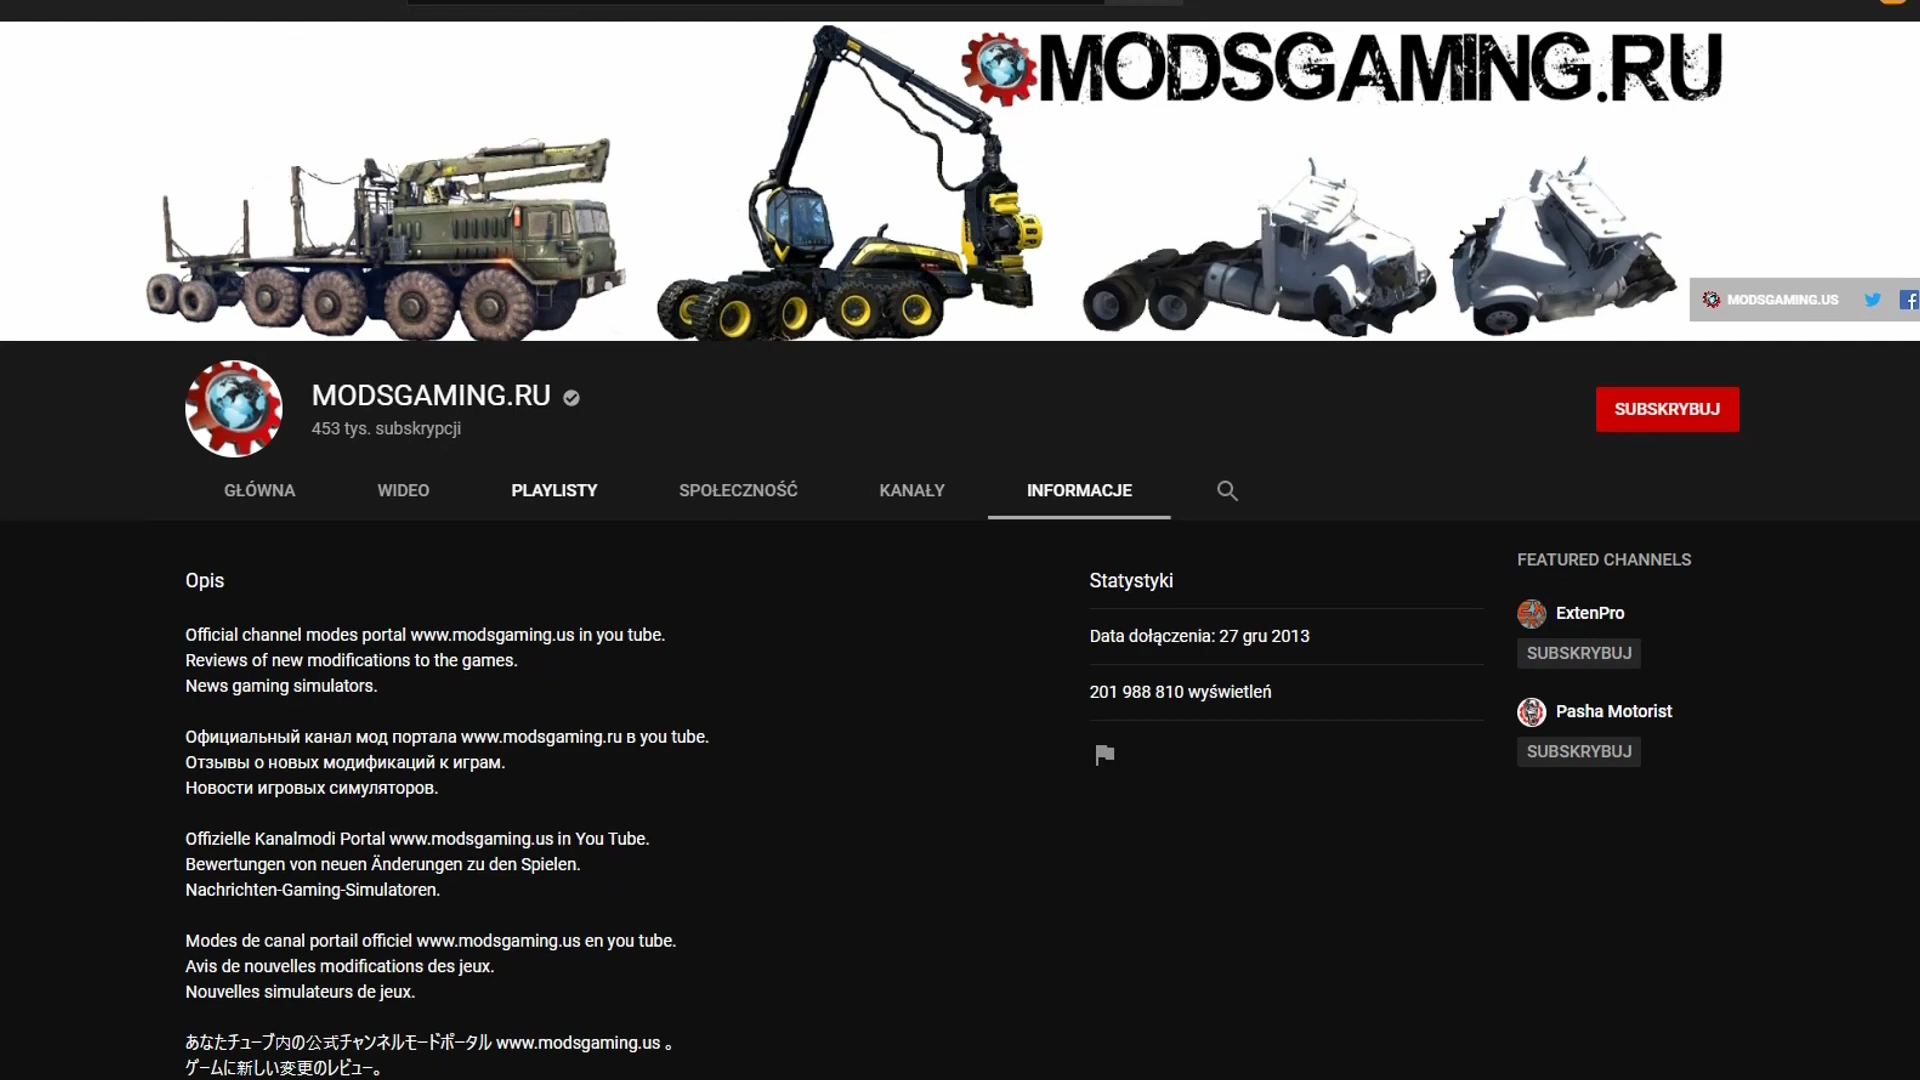 MODSGAMING.RU
MODSGAMING.US
MODSGAMING.RU
453 tys. subskrypcji
SUBSKRYBUJ
GŁÓWNA
WIDEO
PLAYLISTY
SPOŁECZNOŚĆ
KANAŁY
INFORMACJE
Opis
Official channel modes portal www.modsgaming.us in you tube.
Reviews of new modifications to the games.
News gaming simulators.
Официальный канал мод портала www.modsgaming.ru в you tube.
Отзывы о новых модификаций к играм.
Новости игровых симуляторов.
Offizielle Kanalmodi Portal www.modsgaming.us in You Tube.
Bewertungen von neuen Änderungen zu den Spielen.
Nachrichten-Gaming-Simulatoren.
Modes de canal portail officiel www.modsgaming.us en you tube.
Avis de nouvelles modifications des jeux.
Nouvelles simulateurs de jeux.
あなたチューブ内の公式チャンネルモードポータル www.modsgaming.us 。
ゲームに新しい変更のレビュー。
Statystyki
Data dołączenia: 27 gru 2013
201 988 810 wyświetleń
FEATURED CHANNELS
ExtenPro
SUBSKRYBUJ
Pasha Motorist
SUBSKRYBUJ